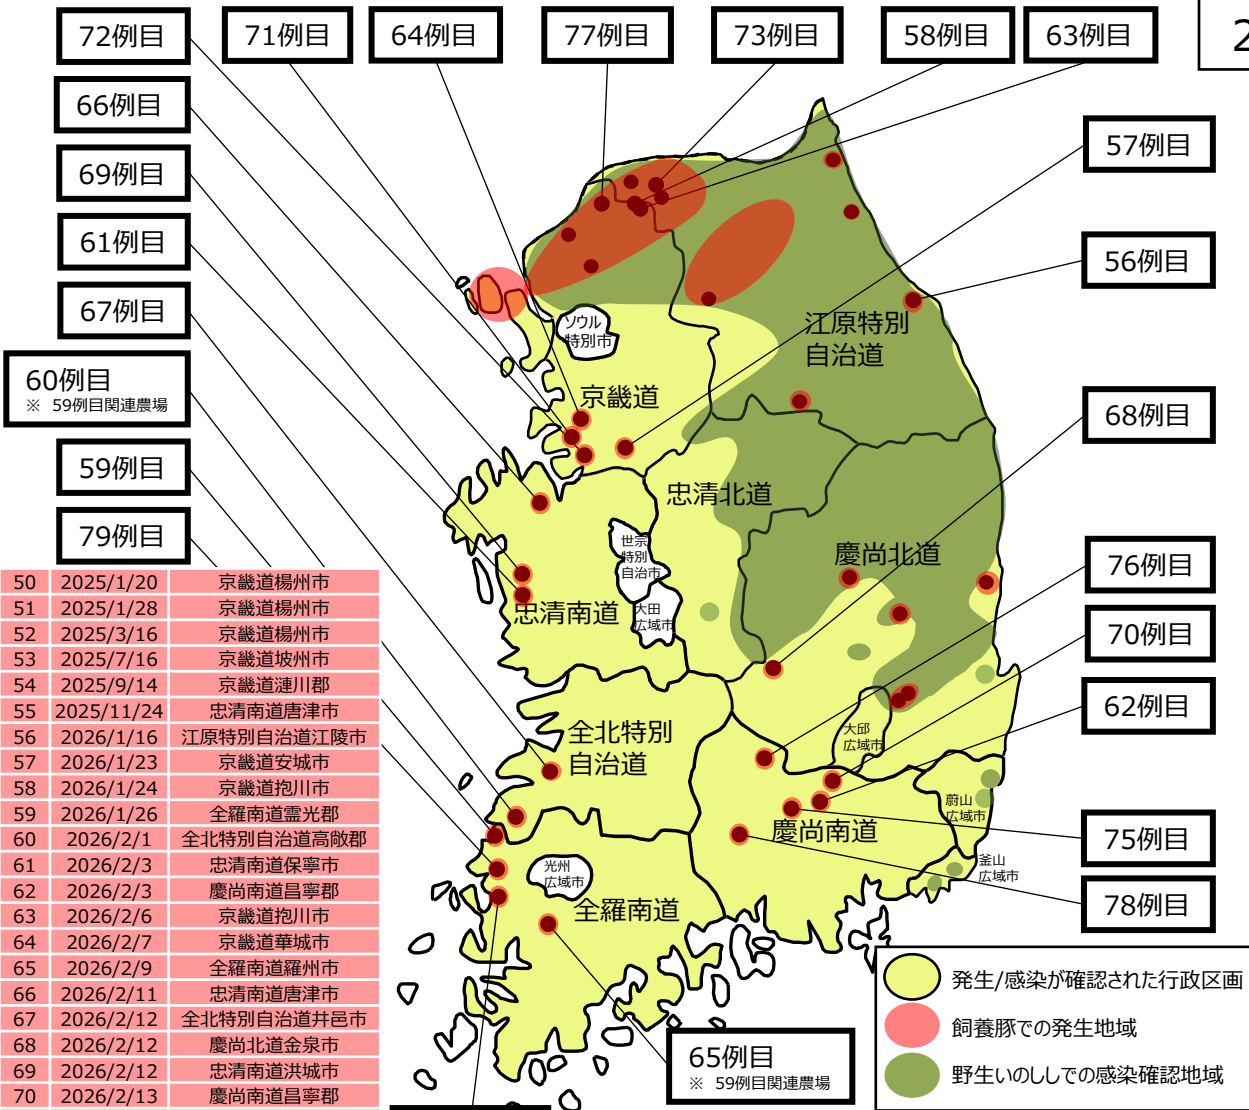 72例目
71例目
64例目
77例目
73例目
58例目
63例目
2
66例目
69例目
61例目
67例目
60例目
※ 59例目関連農場
59例目
79例目
57例目
56例目
68例目
76例目
70例目
62例目
75例目
78例目
65例目
※ 59例目関連農場
ソウル
特別市
京畿道
江原特別
自治道
忠清北道
世宗
特別
自治市
忠清南道
大田
広域市
慶尚北道
全北特別
自治道
大邱
広域市
慶尚南道
蔚山
広域市
釜山
広域市
光州
広域市
全羅南道
50 2025/1/20 京畿道楊州市
51 2025/1/28 京畿道楊州市
52 2025/3/16 京畿道楊州市
53 2025/7/16 京畿道坡州市
54 2025/9/14 京畿道漣川郡
55 2025/11/24 忠清南道唐津市
56 2026/1/16 江原特別自治道江陵市
57 2026/1/23 京畿道安城市
58 2026/1/24 京畿道抱川市
59 2026/1/26 全羅南道霊光郡
60 2026/2/1 全北特別自治道高敞郡
61 2026/2/3 忠清南道保寧市
62 2026/2/3 慶尚南道昌寧郡
63 2026/2/6 京畿道抱川市
64 2026/2/7 京畿道華城市
65 2026/2/9 全羅南道羅州市
66 2026/2/11 忠清南道唐津市
67 2026/2/12 全北特別自治道井邑市
68 2026/2/12 慶尚北道金泉市
69 2026/2/12 忠清南道洪城市
70 2026/2/13 慶尚南道昌寧郡
発生/感染が確認された行政区画
飼養豚での発生地域
野生いのししでの感染確認地域